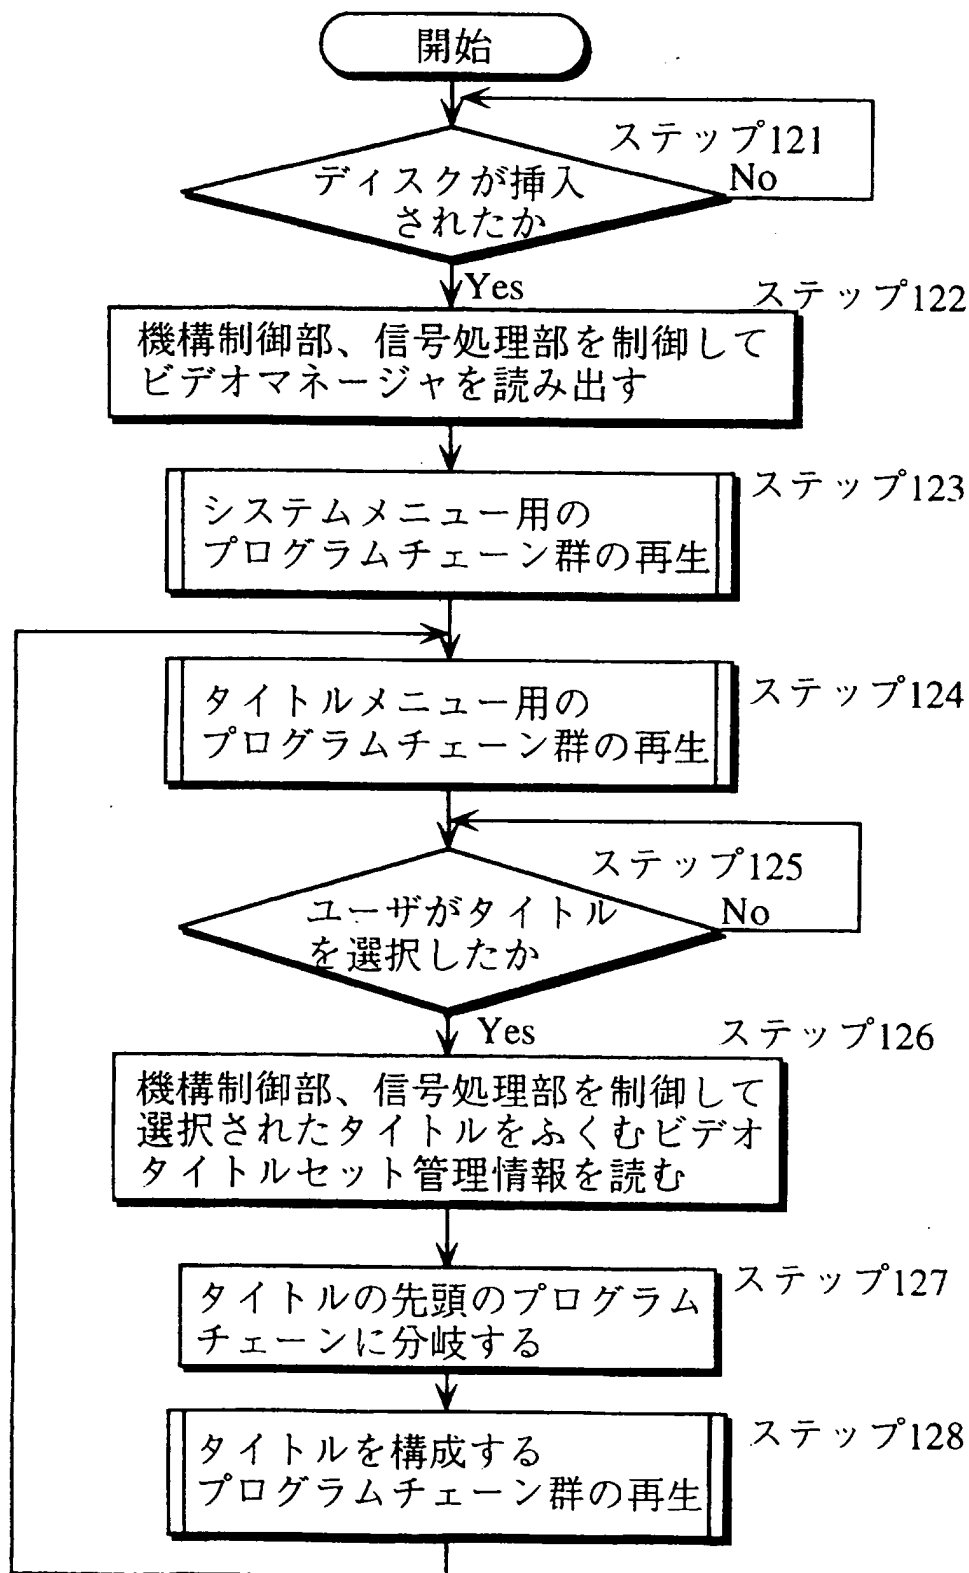 開始
ステップ121
ディスクが挿入
されたか
No
Yes
ステップ122
機構制御部、信号処理部を制御して
ビデオマネージャを読み出す
ステップ123
システムメニュー用の
プログラムチェーン群の再生
ステップ124
タイトルメニュー用の
プログラムチェーン群の再生
ステップ125
ユーザがタイトル
を選択したか
No
Yes
ステップ126
機構制御部、信号処理部を制御して
選択されたタイトルをふくむビデオ
タイトルセット管理情報を読む
ステップ127
タイトルの先頭のプログラム
チェーンに分岐する
ステップ128
タイトルを構成する
プログラムチェーン群の再生